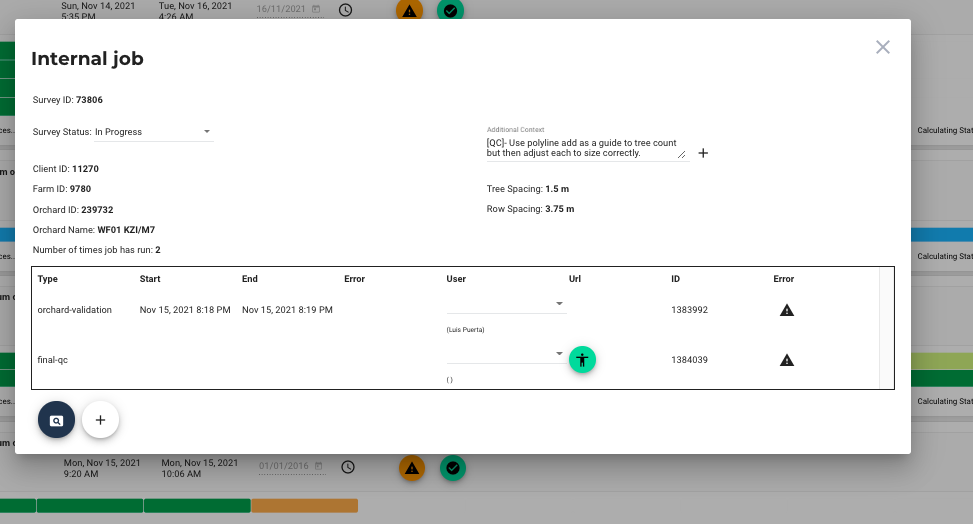 Sun, Nov 14, 2021
5:35 PM
Tue, Nov 16, 2021
4:26 AM
16/11/2021
Internal job
Survey ID: 73806
Survey Status: In Progress
Additional Context
[QC]- Use polyline add as a guide to tree count
but then adjust each to size correctly.
Client ID: 11270
Farm ID: 9780
Tree Spacing: 1.5 m
Orchard ID: 239732
Row Spacing: 3.75 m
Orchard Name: WF01 KZI/M7
Number of times job has run: 2
Type Start End Error User Url ID Error
orchard-validation Nov 15, 2021 8:18 PM Nov 15, 2021 8:19 PM 1383992
(Luis Puerta)
final-qc 1384039
( )
Calculating Stat
Calculating Stat
Calculating Stat
ces...
um o
um o
ces...
um o
Mon, Nov 15, 2021
9:20 AM
Mon, Nov 15, 2021
10:06 AM
01/01/2016